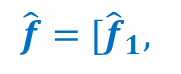 f̂ = [f̂₁,